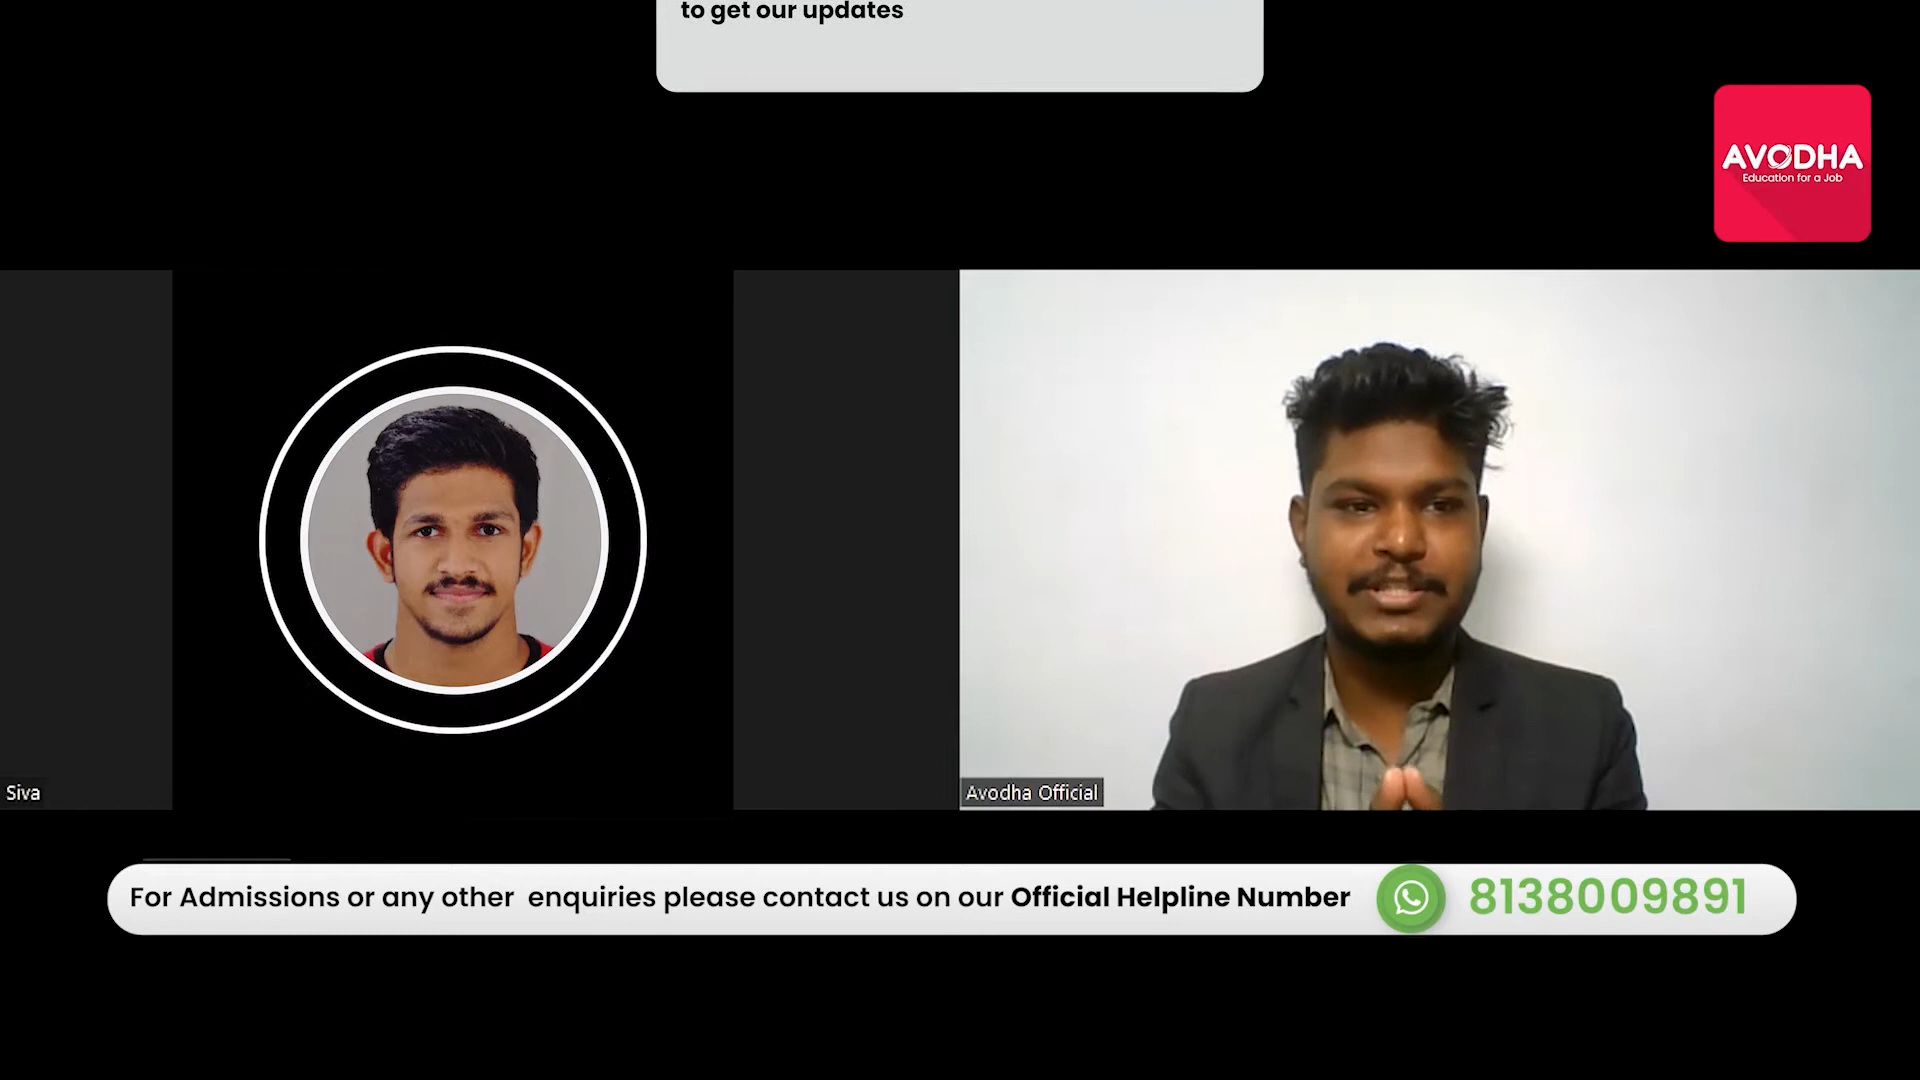 to get our updates
AVODHA
Education for a Job
Siva
Avodha Official
For Admissions or any other enquiries please contact us on our Official Helpline Number 8138009891